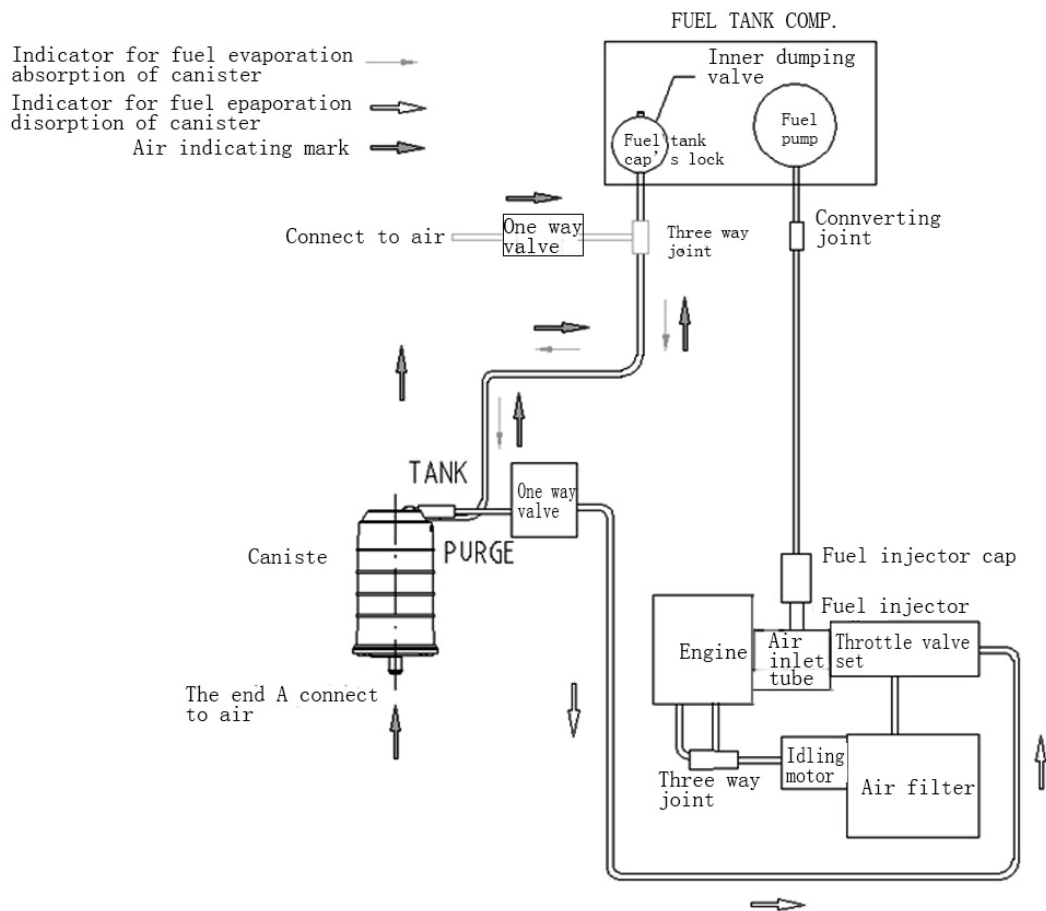 FUEL TANK COMP.
Indicator for fuel evaporation
absorption of canister
Indicator for fuel epaporation
disorption of canister
Air indicating mark
Inner dumping
valve
Fuel tank
cap's lock
Fuel
pump
Connect to air
One way
valve
Three way
joint
Connverting
joint
TANK
One way
valve
PURGE
Caniste
Fuel injector cap
Fuel injector
Engine
Air
inlet
tube
Throttle valve
set
The end A connect
to air
Three way
joint
Idling
motor
Air filter